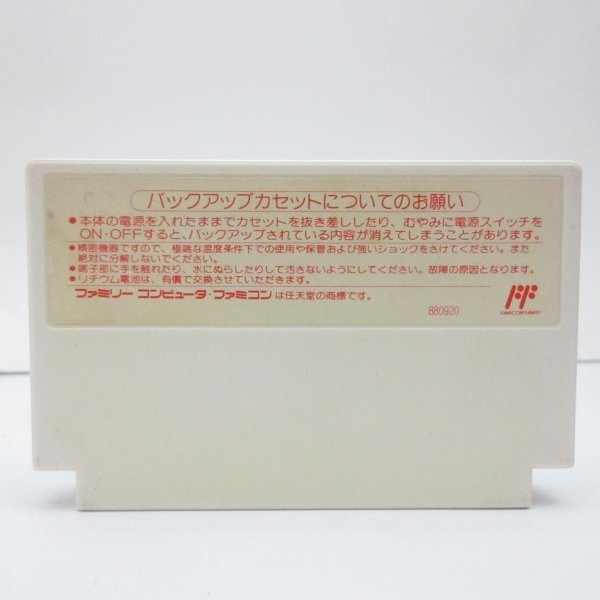 バックアップカセットについてのお願い
●本体の電源を入れたままでカセットを抜き差ししたり、むやみに電源スイッチを
ON・OFFすると、バックアップされている内容が消えてしまうことがあります。
●精密機器ですので、極端な温度条件下での使用や保管および強いショックをさけてください。また
絶対に分解しないでください。
●端子部に手を触れたり、水にぬらしたりして汚さないようにしてください。故障の原因となります。
●リチウム電池は、有償で交換させていただきます。
ファミリーコンピュータ・ファミコンは任天堂の商標です。
880920
FAMICOM FAMILY